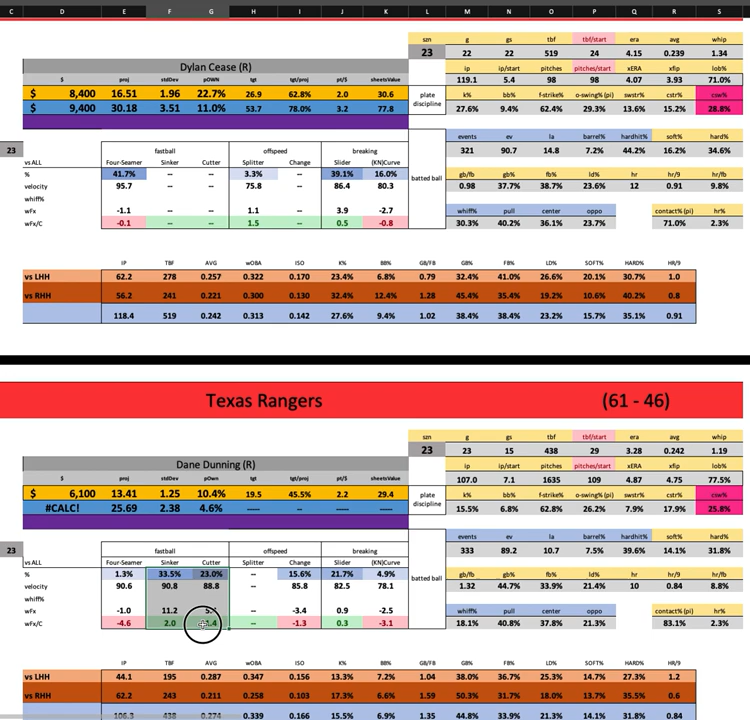 C D E F G H I J K L M N O P Q R S
szn g gs tbf tbf/start era avg whip
23 22 22 519 24 4.15 0.239 1.34
Dylan Cease (R) ip ip/start pitches pitches/start xERA xfip lob%
$ proj stdDev pOWN tgt tgt/proj pt/$ sheetsValue 119.1 5.4 98 98 4.07 3.93 71.0%
$ 8,400 16.51 1.96 22.7% 26.9 62.8% 2.0 30.6 plate discipline k% bb% f-strike% o-swing% (pi) swstr% cstr% csw%
$ 9,400 30.18 3.51 11.0% 53.7 78.0% 3.2 77.8 27.6% 9.4% 62.4% 29.3% 13.6% 15.2% 28.8%
events ev la barrel% hardhit% soft% hard%
23 fastball offspeed breaking 321 90.7 14.8 7.2% 44.2% 16.2% 34.6%
vs ALL Four-Seamer Sinker Cutter Splitter Change Slider (KN)Curve batted ball
% 41.7% -- -- 3.3% -- 39.1% 16.0% gb/fb gb% fb% ld% hr hr/9 hr/fb
velocity 95.7 -- -- 75.8 -- 86.4 80.3 0.98 37.7% 38.7% 23.6% 12 0.91 9.8%
whiff%
wFx -1.1 -- -- 1.1 -- 3.9 -2.7 whiff% pull center oppo contact% (pi) hr%
wFx/C -0.1 -- -- 1.5 -- 0.5 -0.8 30.3% 40.2% 36.1% 23.7% 71.0% 2.3%
IP TBF AVG wOBA ISO K% BB% GB/FB GB% FB% LD% SOFT% HARD% HR/9
vs LHH 62.2 278 0.257 0.322 0.170 23.4% 6.8% 0.79 32.4% 41.0% 26.6% 20.1% 30.7% 1.0
vs RHH 56.2 241 0.221 0.300 0.130 32.4% 12.4% 1.28 45.4% 35.4% 19.2% 10.6% 40.2% 0.8
118.4 519 0.242 0.313 0.142 27.6% 9.4% 1.02 38.4% 38.4% 23.2% 15.7% 35.1% 0.91
Texas Rangers (61 - 46)
szn g gs tbf tbf/start era avg whip
23 23 15 438 29 3.28 0.242 1.19
Dane Dunning (R) ip ip/start pitches pitches/start xERA xfip lob%
$ proj stdDev pOwn tgt tgt/proj pt/$ sheetsValue 107.0 7.1 1635 109 4.87 4.75 77.5%
$ 6,100 13.41 1.25 10.4% 19.5 45.5% 2.2 29.4 plate discipline k% bb% f-strike% o-swing% (pi) swstr% cstr% csw%
#CALC! 25.69 2.38 4.6% ----- ----- -- ----- 15.5% 6.8% 62.8% 26.2% 7.9% 17.9% 25.8%
events ev la barrel% hardhit% soft% hard%
23 fastball offspeed breaking 333 89.2 10.7 7.5% 39.6% 14.1% 31.8%
vs ALL Four-Seamer Sinker Cutter Splitter Change Slider (KN)Curve batted ball
% 1.3% 33.5% 23.0% -- 15.6% 21.7% 4.9% gb/fb gb% fb% ld% hr hr/9 hr/fb
velocity 90.6 90.8 88.8 -- 85.8 82.5 78.1 1.32 44.7% 33.9% 21.4% 10 0.84 8.8%
whiff%
wFx -1.0 11.2 -- -3.4 0.9 -2.5 whiff% pull center oppo contact% (pi) hr%
wFx/C -4.6 2.0 -- -1.3 0.3 -3.1 18.1% 40.8% 37.8% 21.3% 83.1% 2.3%
IP TBF AVG wOBA ISO K% BB% GB/FB GB% FB% LD% SOFT% HARD% HR/9
vs LHH 44.1 195 0.287 0.347 0.156 13.3% 7.2% 1.04 38.0% 36.7% 25.3% 14.7% 27.3% 1.2
vs RHH 62.2 243 0.211 0.258 0.103 17.3% 6.6% 1.59 50.3% 31.7% 18.0% 13.7% 35.5% 0.6
106.3 438 0.274 0.339 0.166 15.5% 6.9% 1.35 44.8% 33.9% 21.3% 14.1% 31.8% 0.84